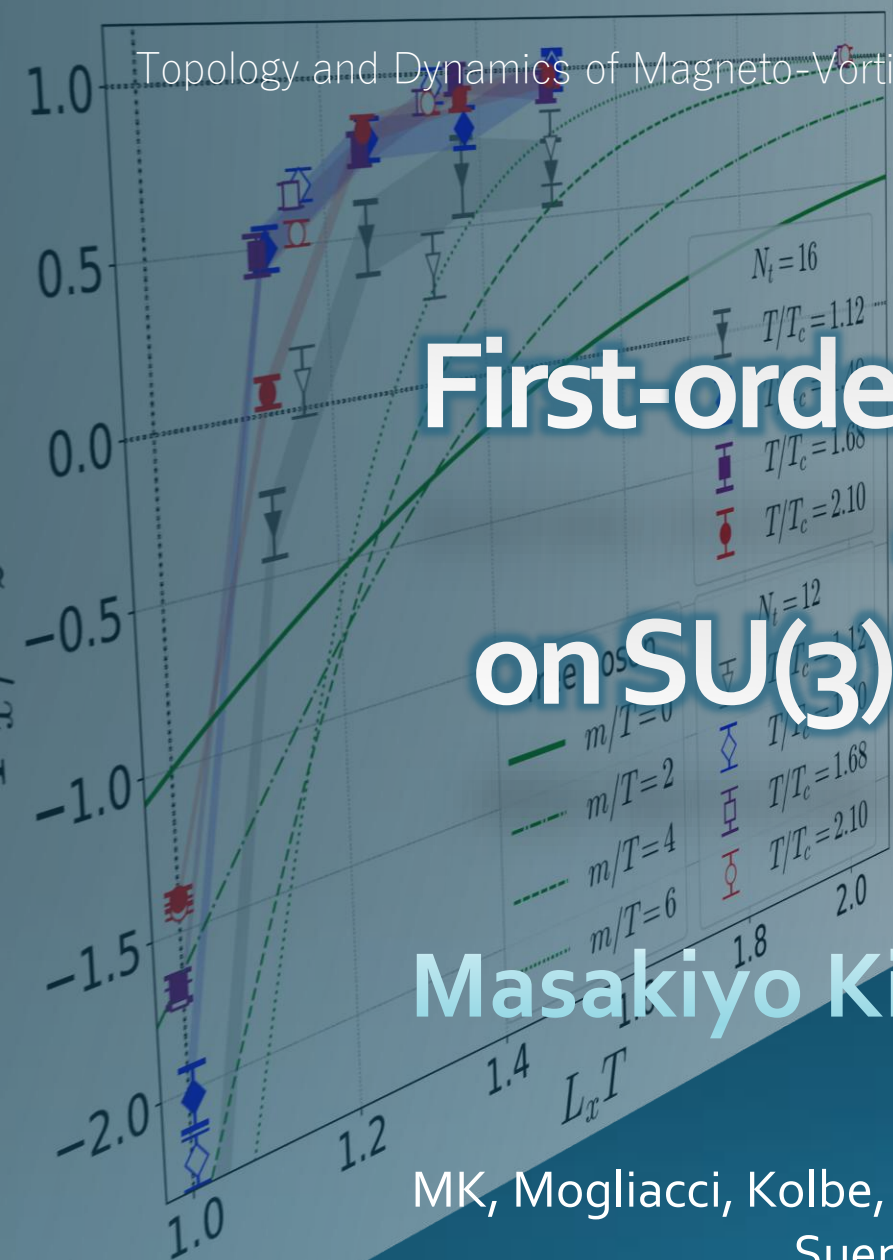 Topology and Dynamics of Magneto-Vorti
First-orde
on SU(3)
Masakiyo Ki
MK, Mogliacci, Kolbe,
1.0
0.5
0.0
−0.5
−1.0
−1.5
−2.0
1.0
1.2
1.4
1.8
2.0
L_xT
N_t = 16
T/T_c = 1.12
T/T_c = 1.68
T/T_c = 2.10
N_t = 12
T/T_c = 1.68
T/T_c = 2.10
m/T = 0
m/T = 2
m/T = 4
m/T = 6